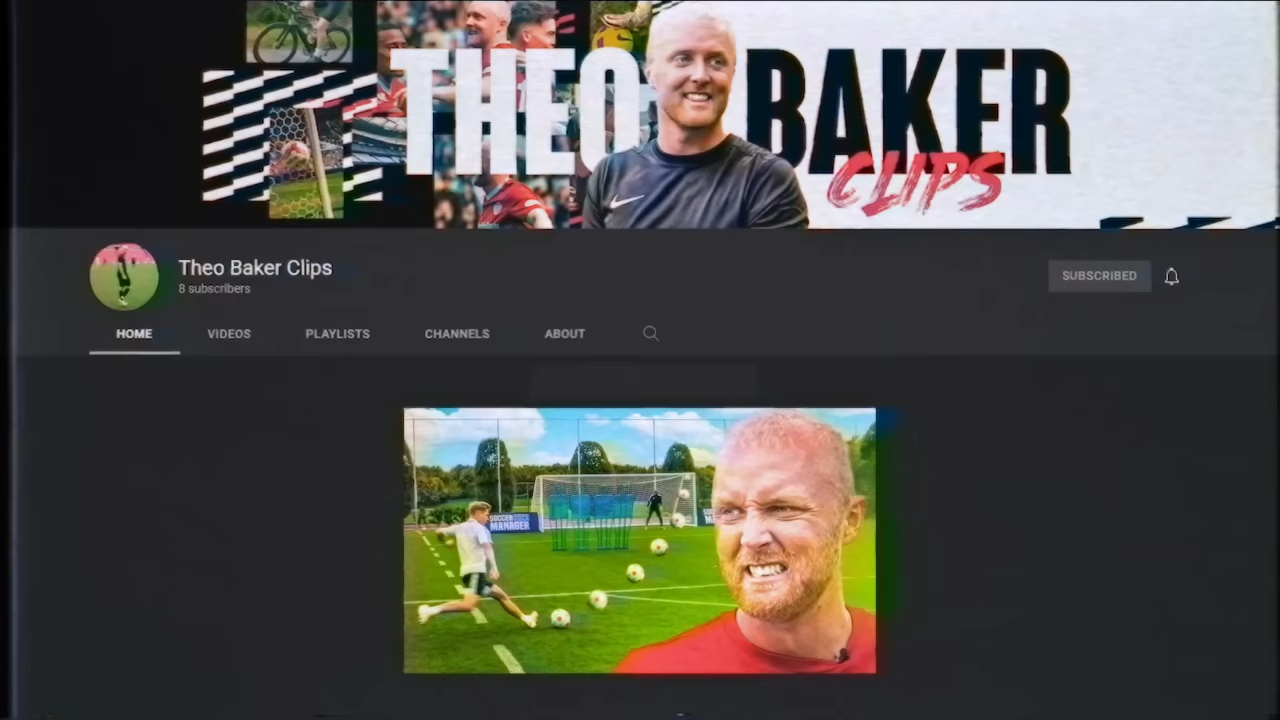 THEO BAKER
CLIPS
Theo Baker Clips
8 subscribers
SUBSCRIBED
HOME VIDEOS PLAYLISTS CHANNELS ABOUT
SOCCER
MANAGER